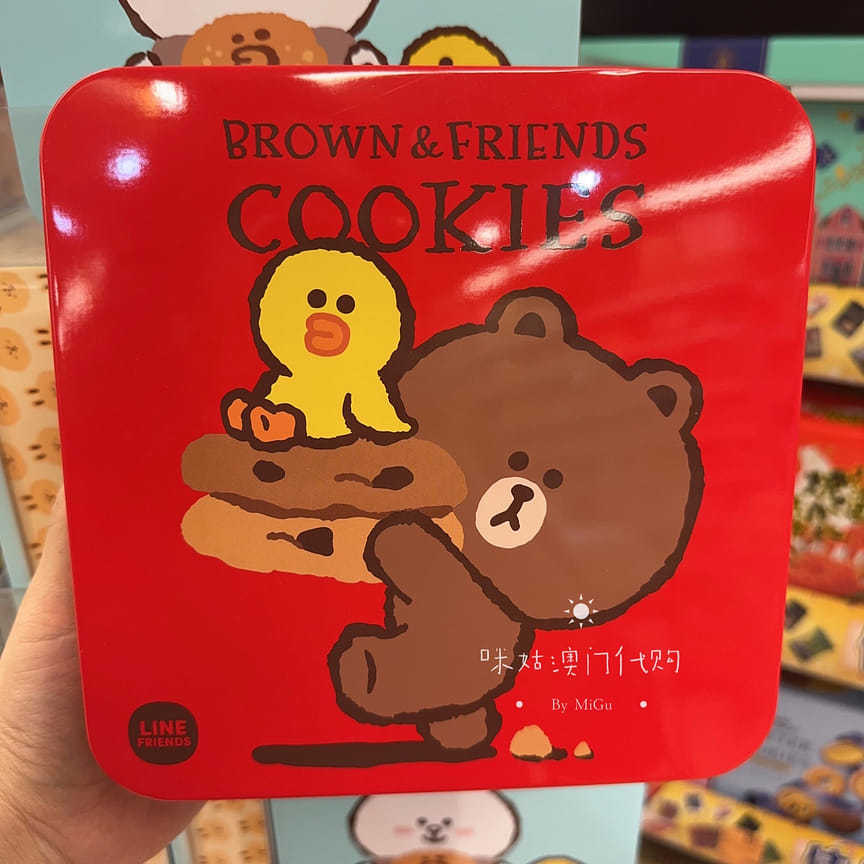 BROWN & FRIENDS
COOKIES
咪姑澳门代购
• By MiGu •
LINE
FRIENDS